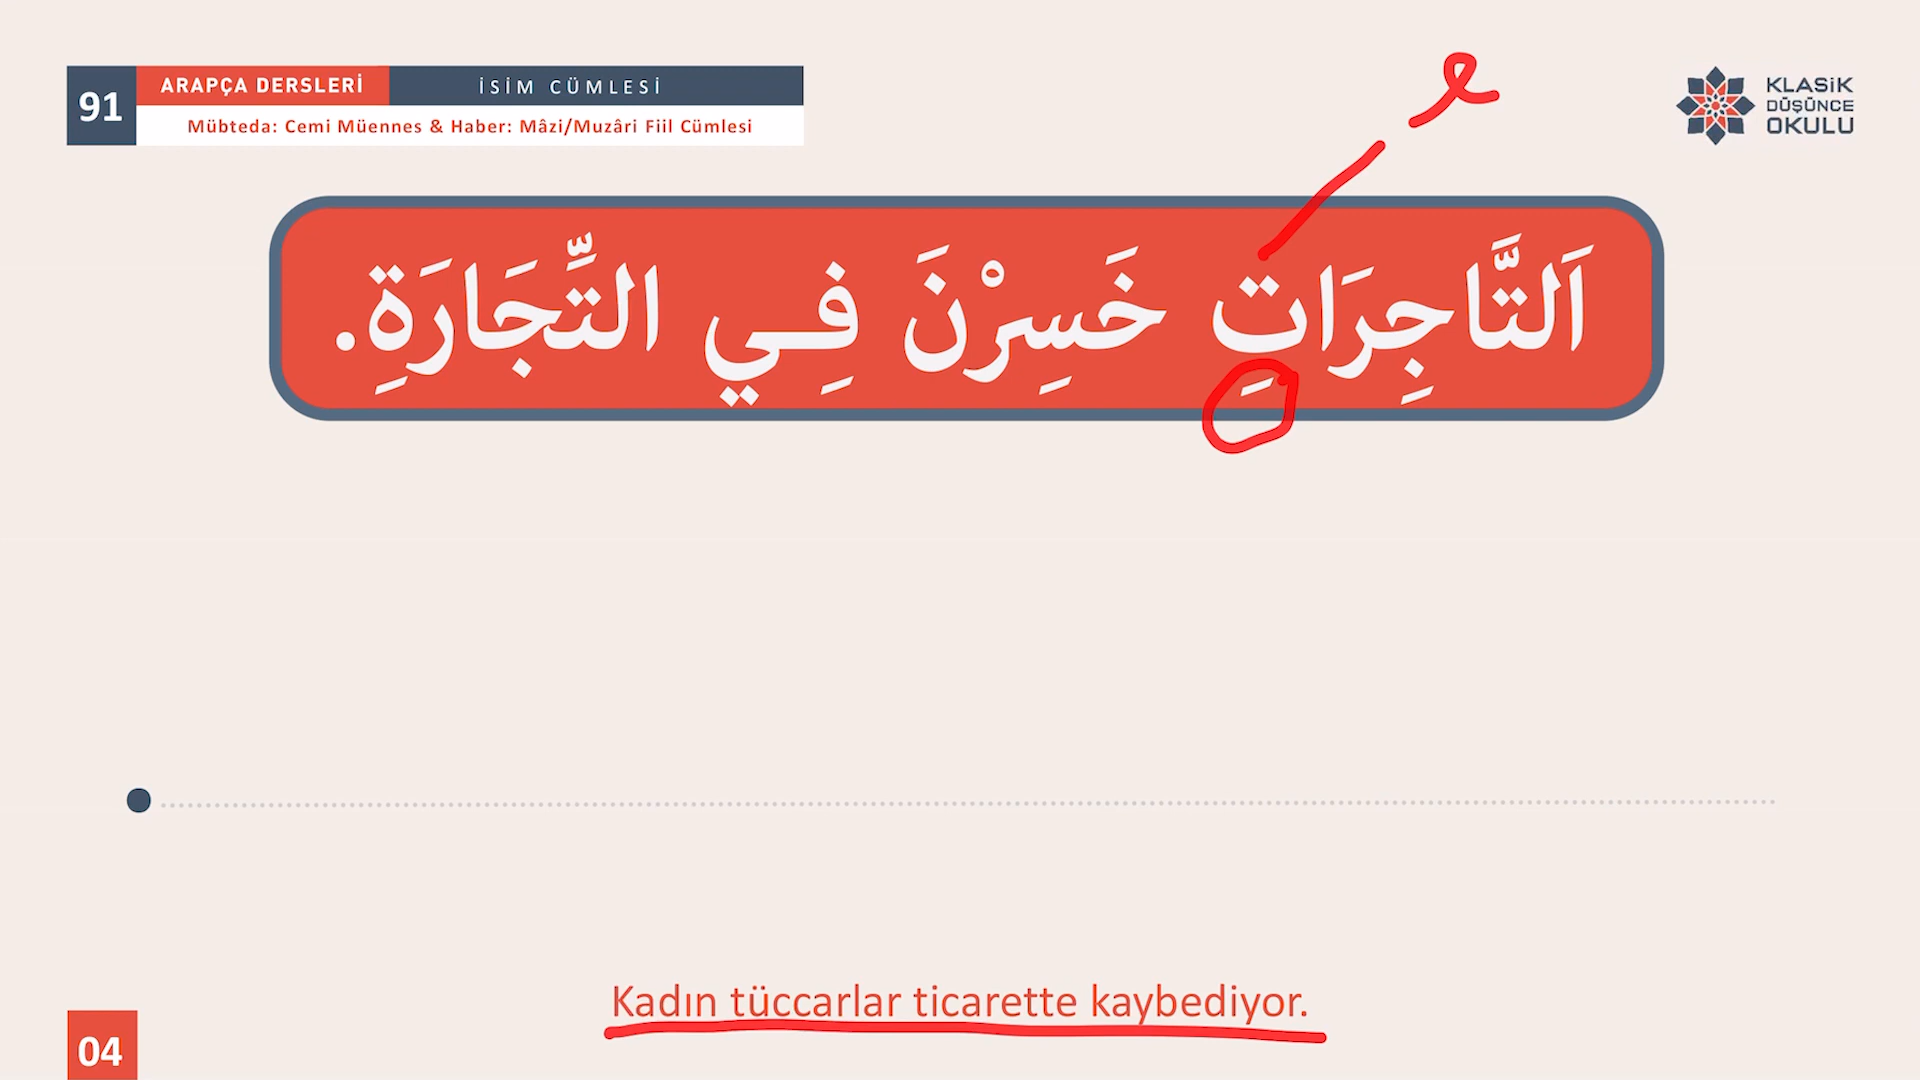 91
ARAPÇA DERSLERİ
İSİM CÜMLESİ
Mübteda: Cemi Müennes & Haber: Mâzi/Muzâri Fiil Cümlesi
KLASİK
DÜŞÜNCE
OKULU
اَلتَّاجِرَاتِ خَسِرْنَ فِي التِّجَارَةِ.
Kadın tüccarlar ticarette kaybediyor.
04